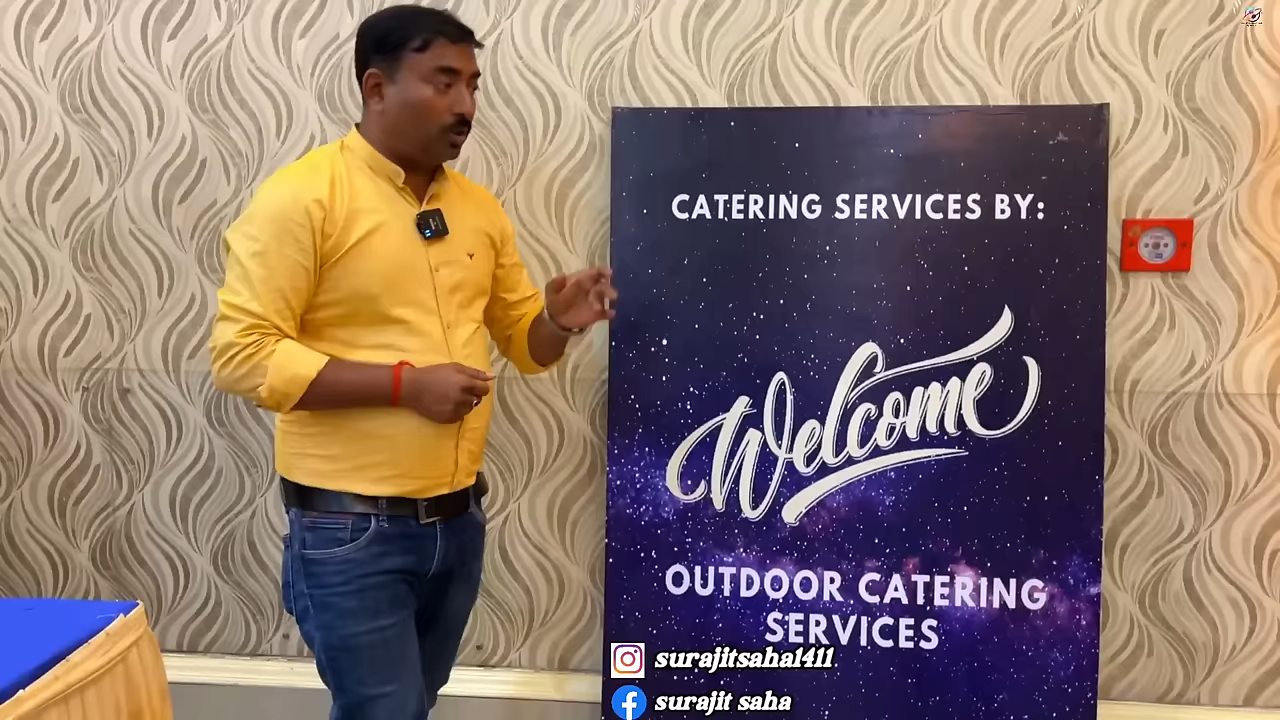 CATERING SERVICES BY:
Welcome
OUTDOOR CATERING
SERVICES
surajitsaha1411
surajit saha